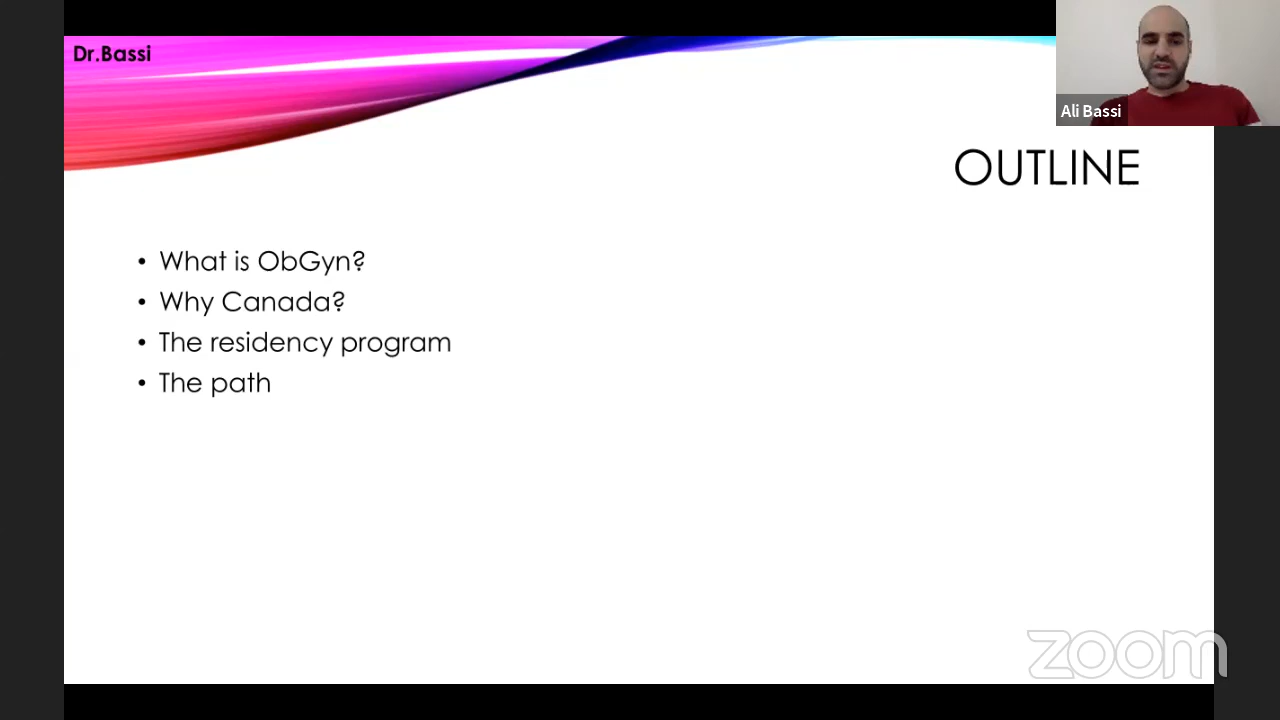 Dr.Bassi
Ali Bassi
OUTLINE
• What is ObGyn?
• Why Canada?
• The residency program
• The path
zoom